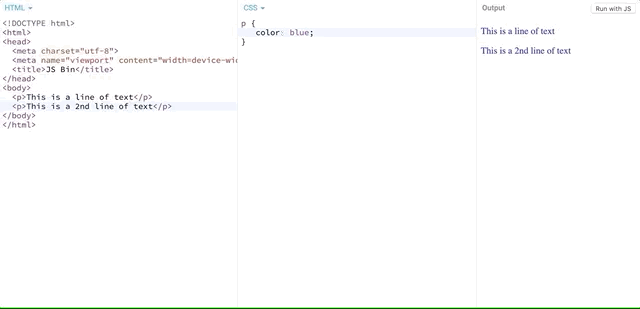 HTML
<!DOCTYPE html>
<html>
<head>
<meta charset="utf-8">
<meta name="viewport" content="width=device-wid
<title>JS Bin</title>
</head>
<body>
<p>This is a line of text</p>
<p>This is a 2nd line of text</p>
</body>
</html>
CSS
p {
color: blue;
}
Output
Run with JS
This is a line of text
This is a 2nd line of text